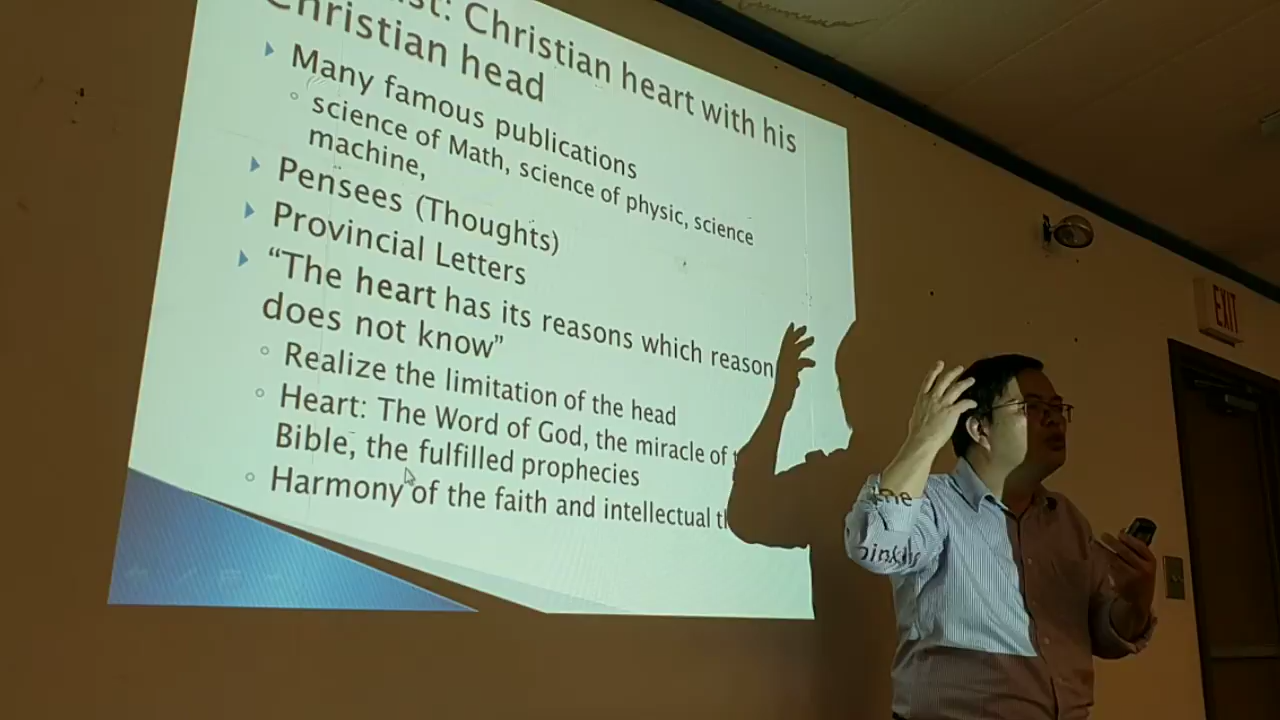 Christian heart with his
Christian head
Many famous publications
science of Math, science of physic, science
machine,
Pensees (Thoughts)
Provincial Letters
“The heart has its reasons which reason
does not know”
Realize the limitation of the head
Heart: The Word of God, the miracle of
Bible, the fulfilled prophecies
Harmony of the faith and intellectual
the
EXIT